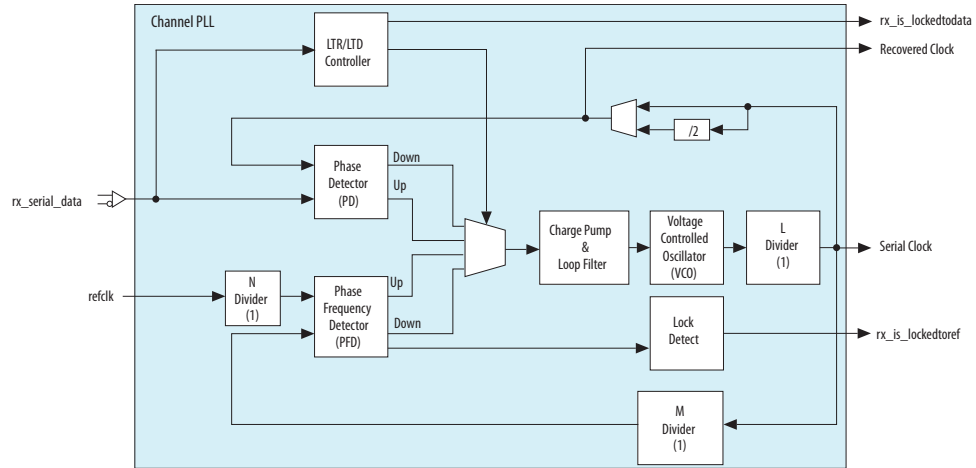 Channel PLL
rx_is_lockedtodata
LTR/LTD
Controller
Recovered Clock
/2
Down
Phase
Detector
(PD)
Up
rx_serial_data
Charge Pump
&
Loop Filter
Voltage
Controlled
Oscillator
(VCO)
L
Divider
(1)
Serial Clock
refclk
N
Divider
(1)
Up
Phase
Frequency
Detector
(PFD)
Down
Lock
Detect
rx_is_lockedtoref
M
Divider
(1)